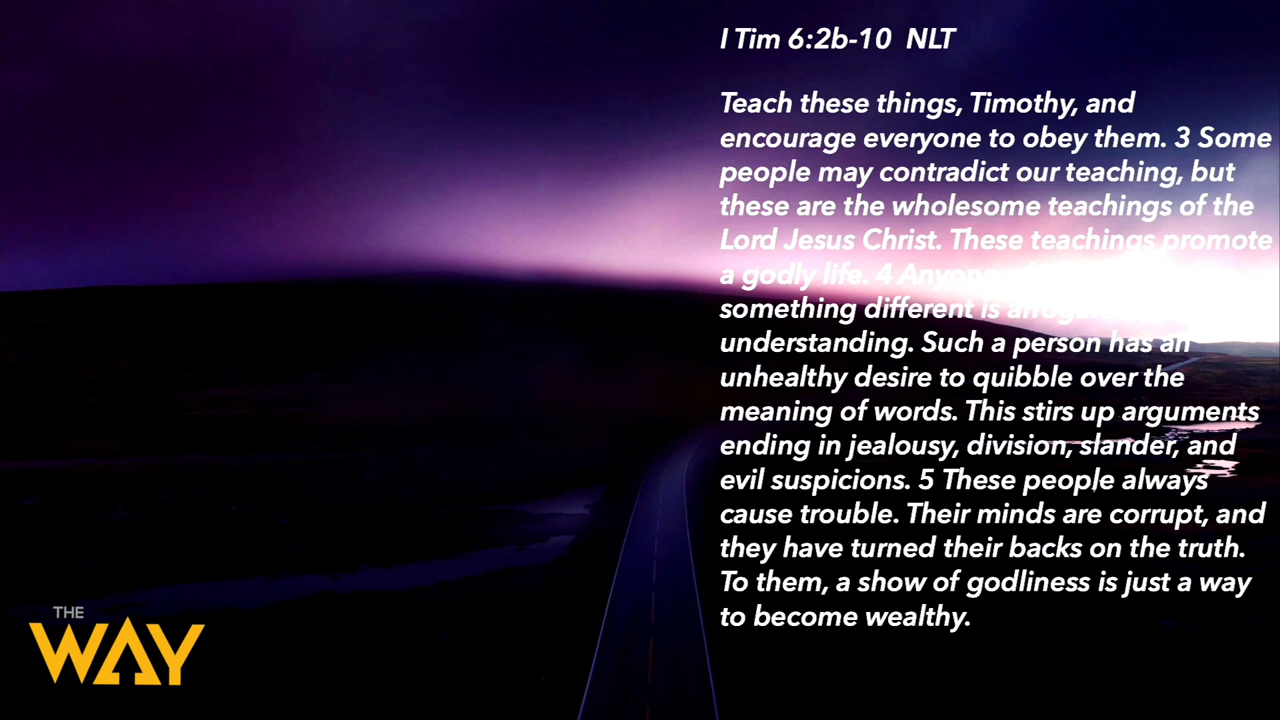 I Tim 6:2b-10 NLT
Teach these things, Timothy, and
encourage everyone to obey them. 3 Some
people may contradict our teaching, but
these are the wholesome teachings of the
Lord Jesus Christ. These teachings promote
a godly life. 4 Anyone
something different is
understanding. Such a person has an
unhealthy desire to quibble over the
meaning of words. This stirs up arguments
ending in jealousy, division, slander, and
evil suspicions. 5 These people always
cause trouble. Their minds are corrupt, and
they have turned their backs on the truth.
To them, a show of godliness is just a way
to become wealthy.
THE
WAY